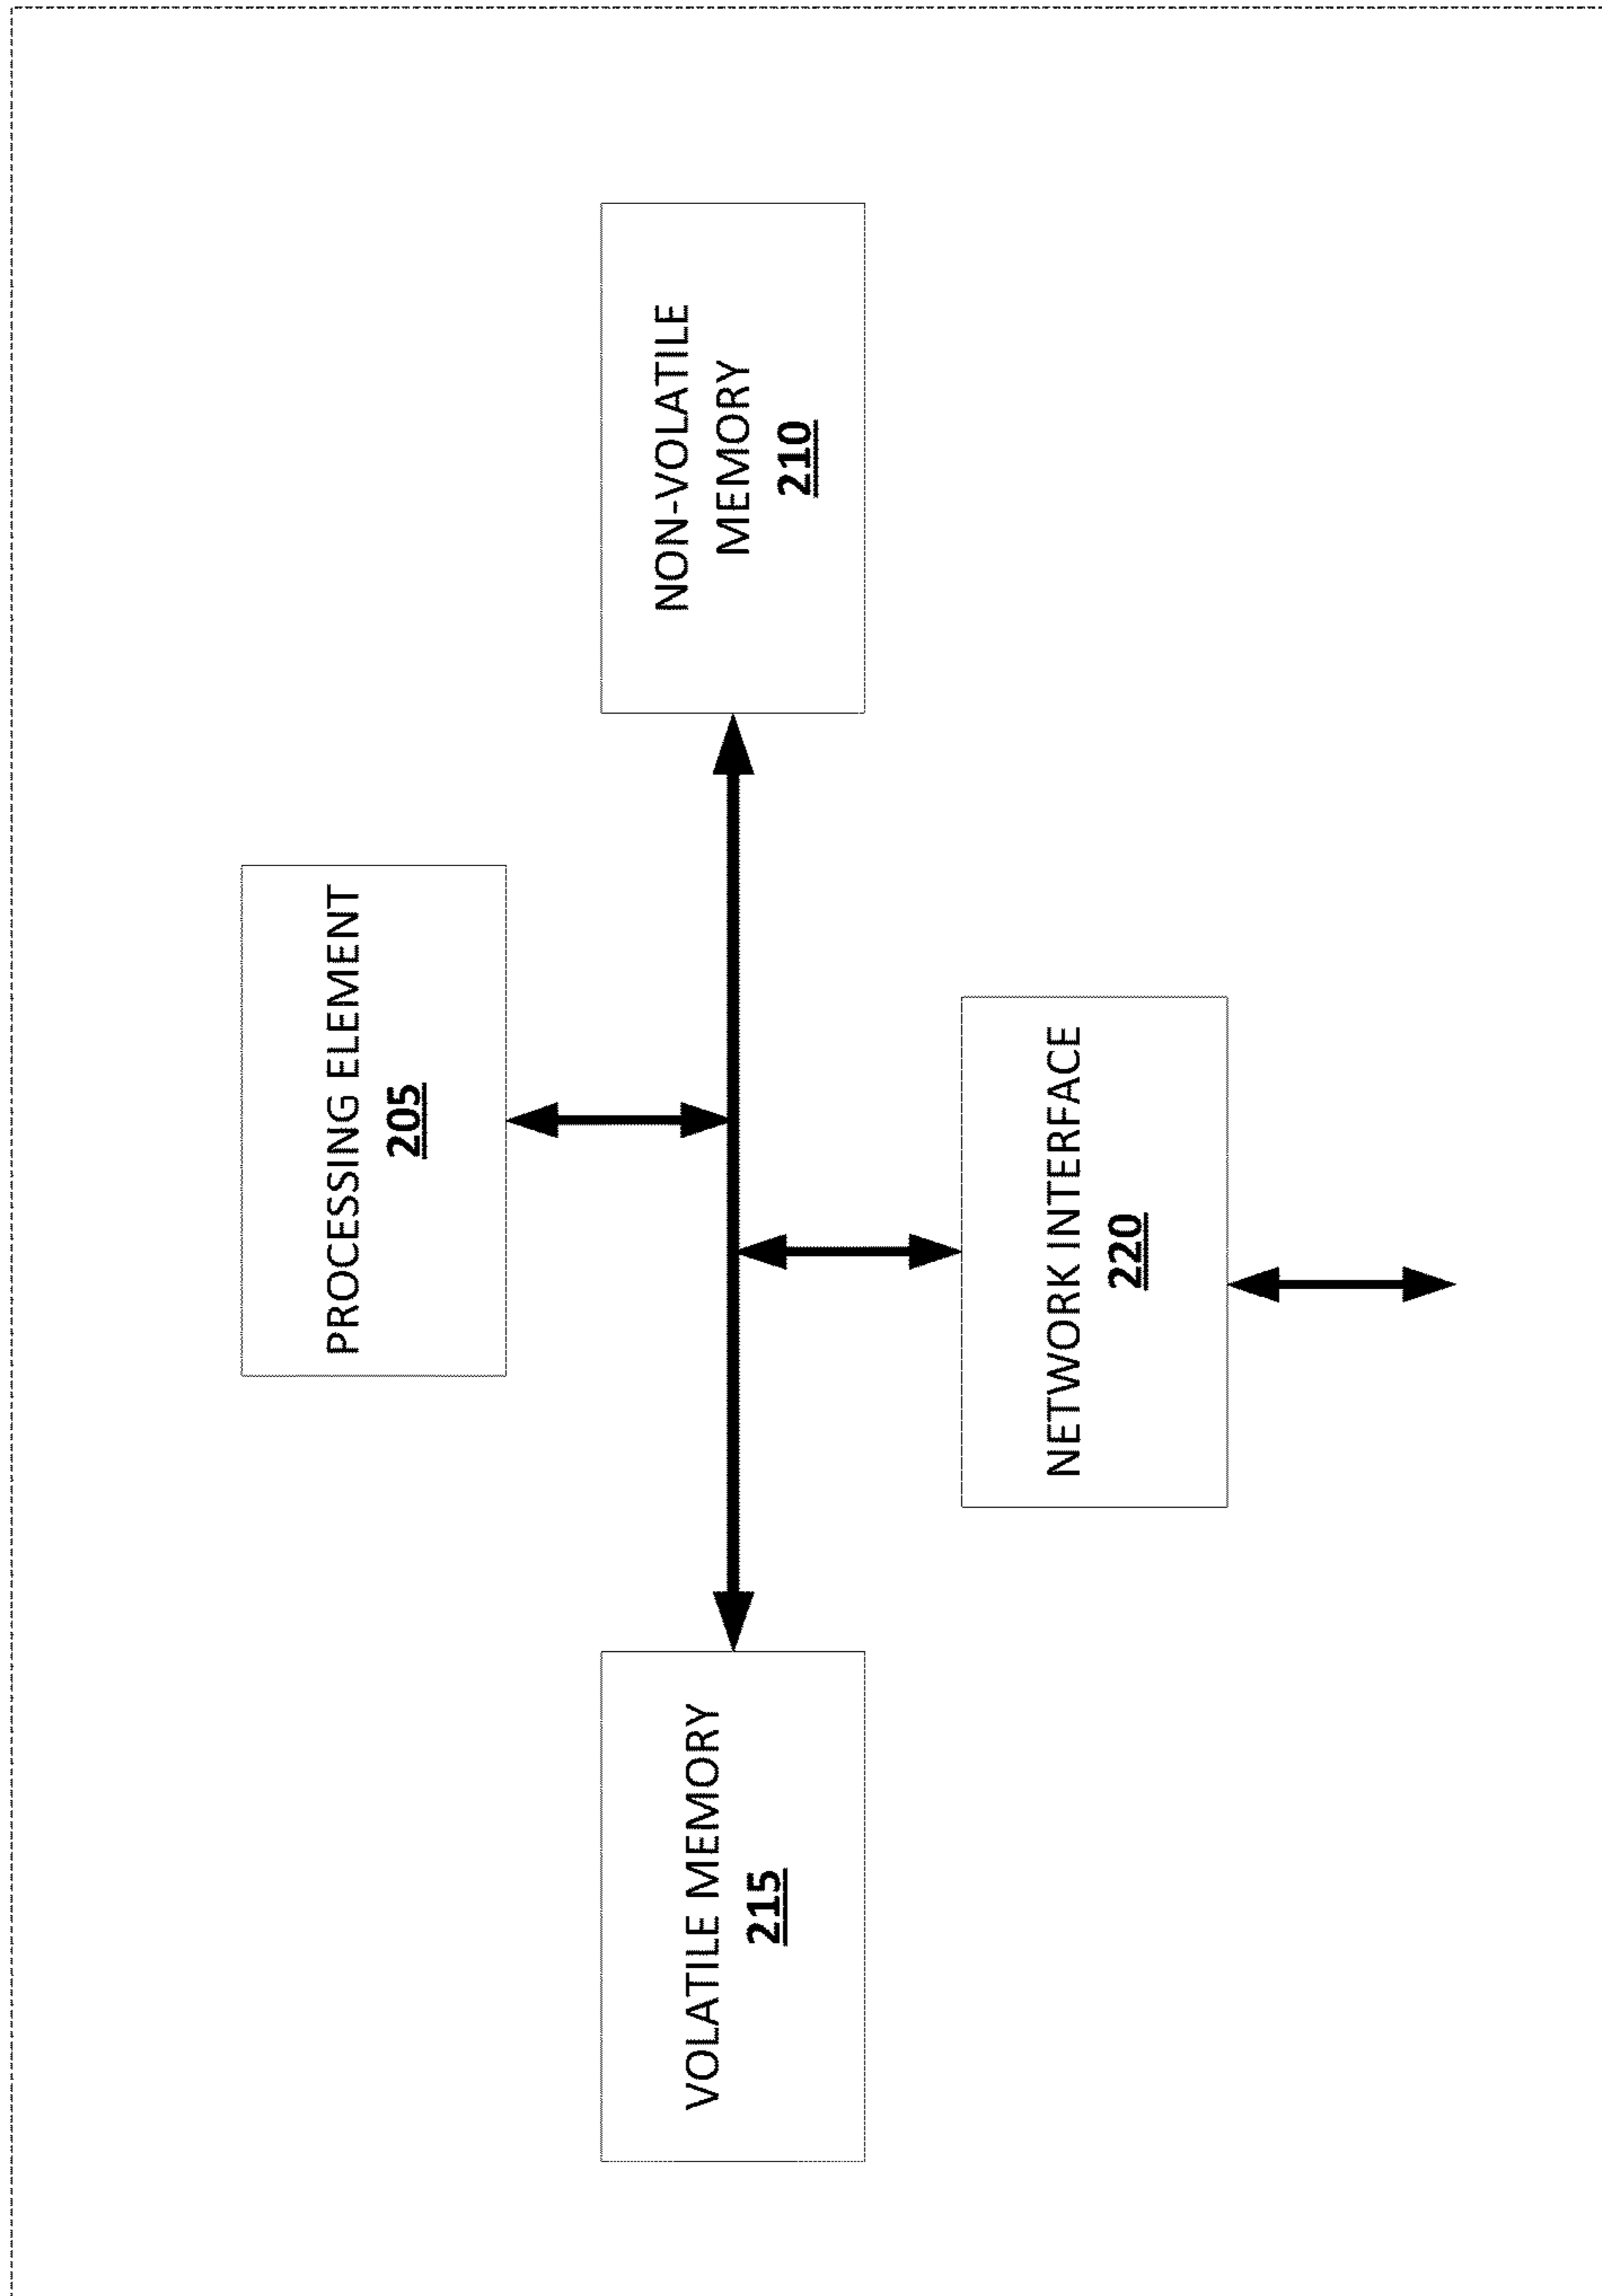 PROCESSING ELEMENT
205
VOLATILE MEMORY
215
NON-VOLATILE
MEMORY
210
NETWORK INTERFACE
220